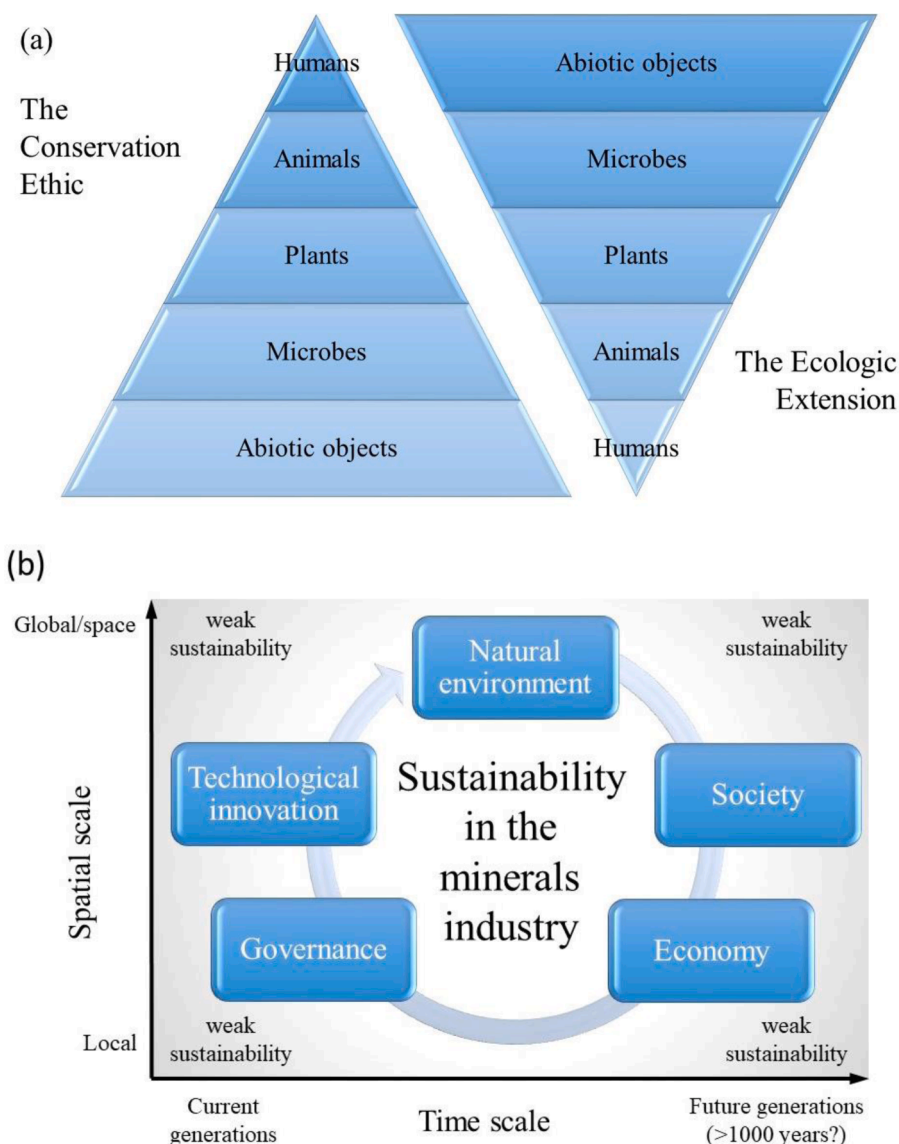 (a)
The
Conservation
Ethic
Humans
Animals
Plants
Microbes
Abiotic objects
Abiotic objects
Microbes
Plants
Animals
Humans
The Ecologic
Extension
(b)
Global/space
Spatial scale
Local
weak
sustainability
weak
sustainability
Natural
environment
Technological
innovation
Society
Sustainability
in the
minerals
industry
Governance
Economy
weak
sustainability
weak
sustainability
Current
generations
Time scale
Future generations
(>1000 years?)